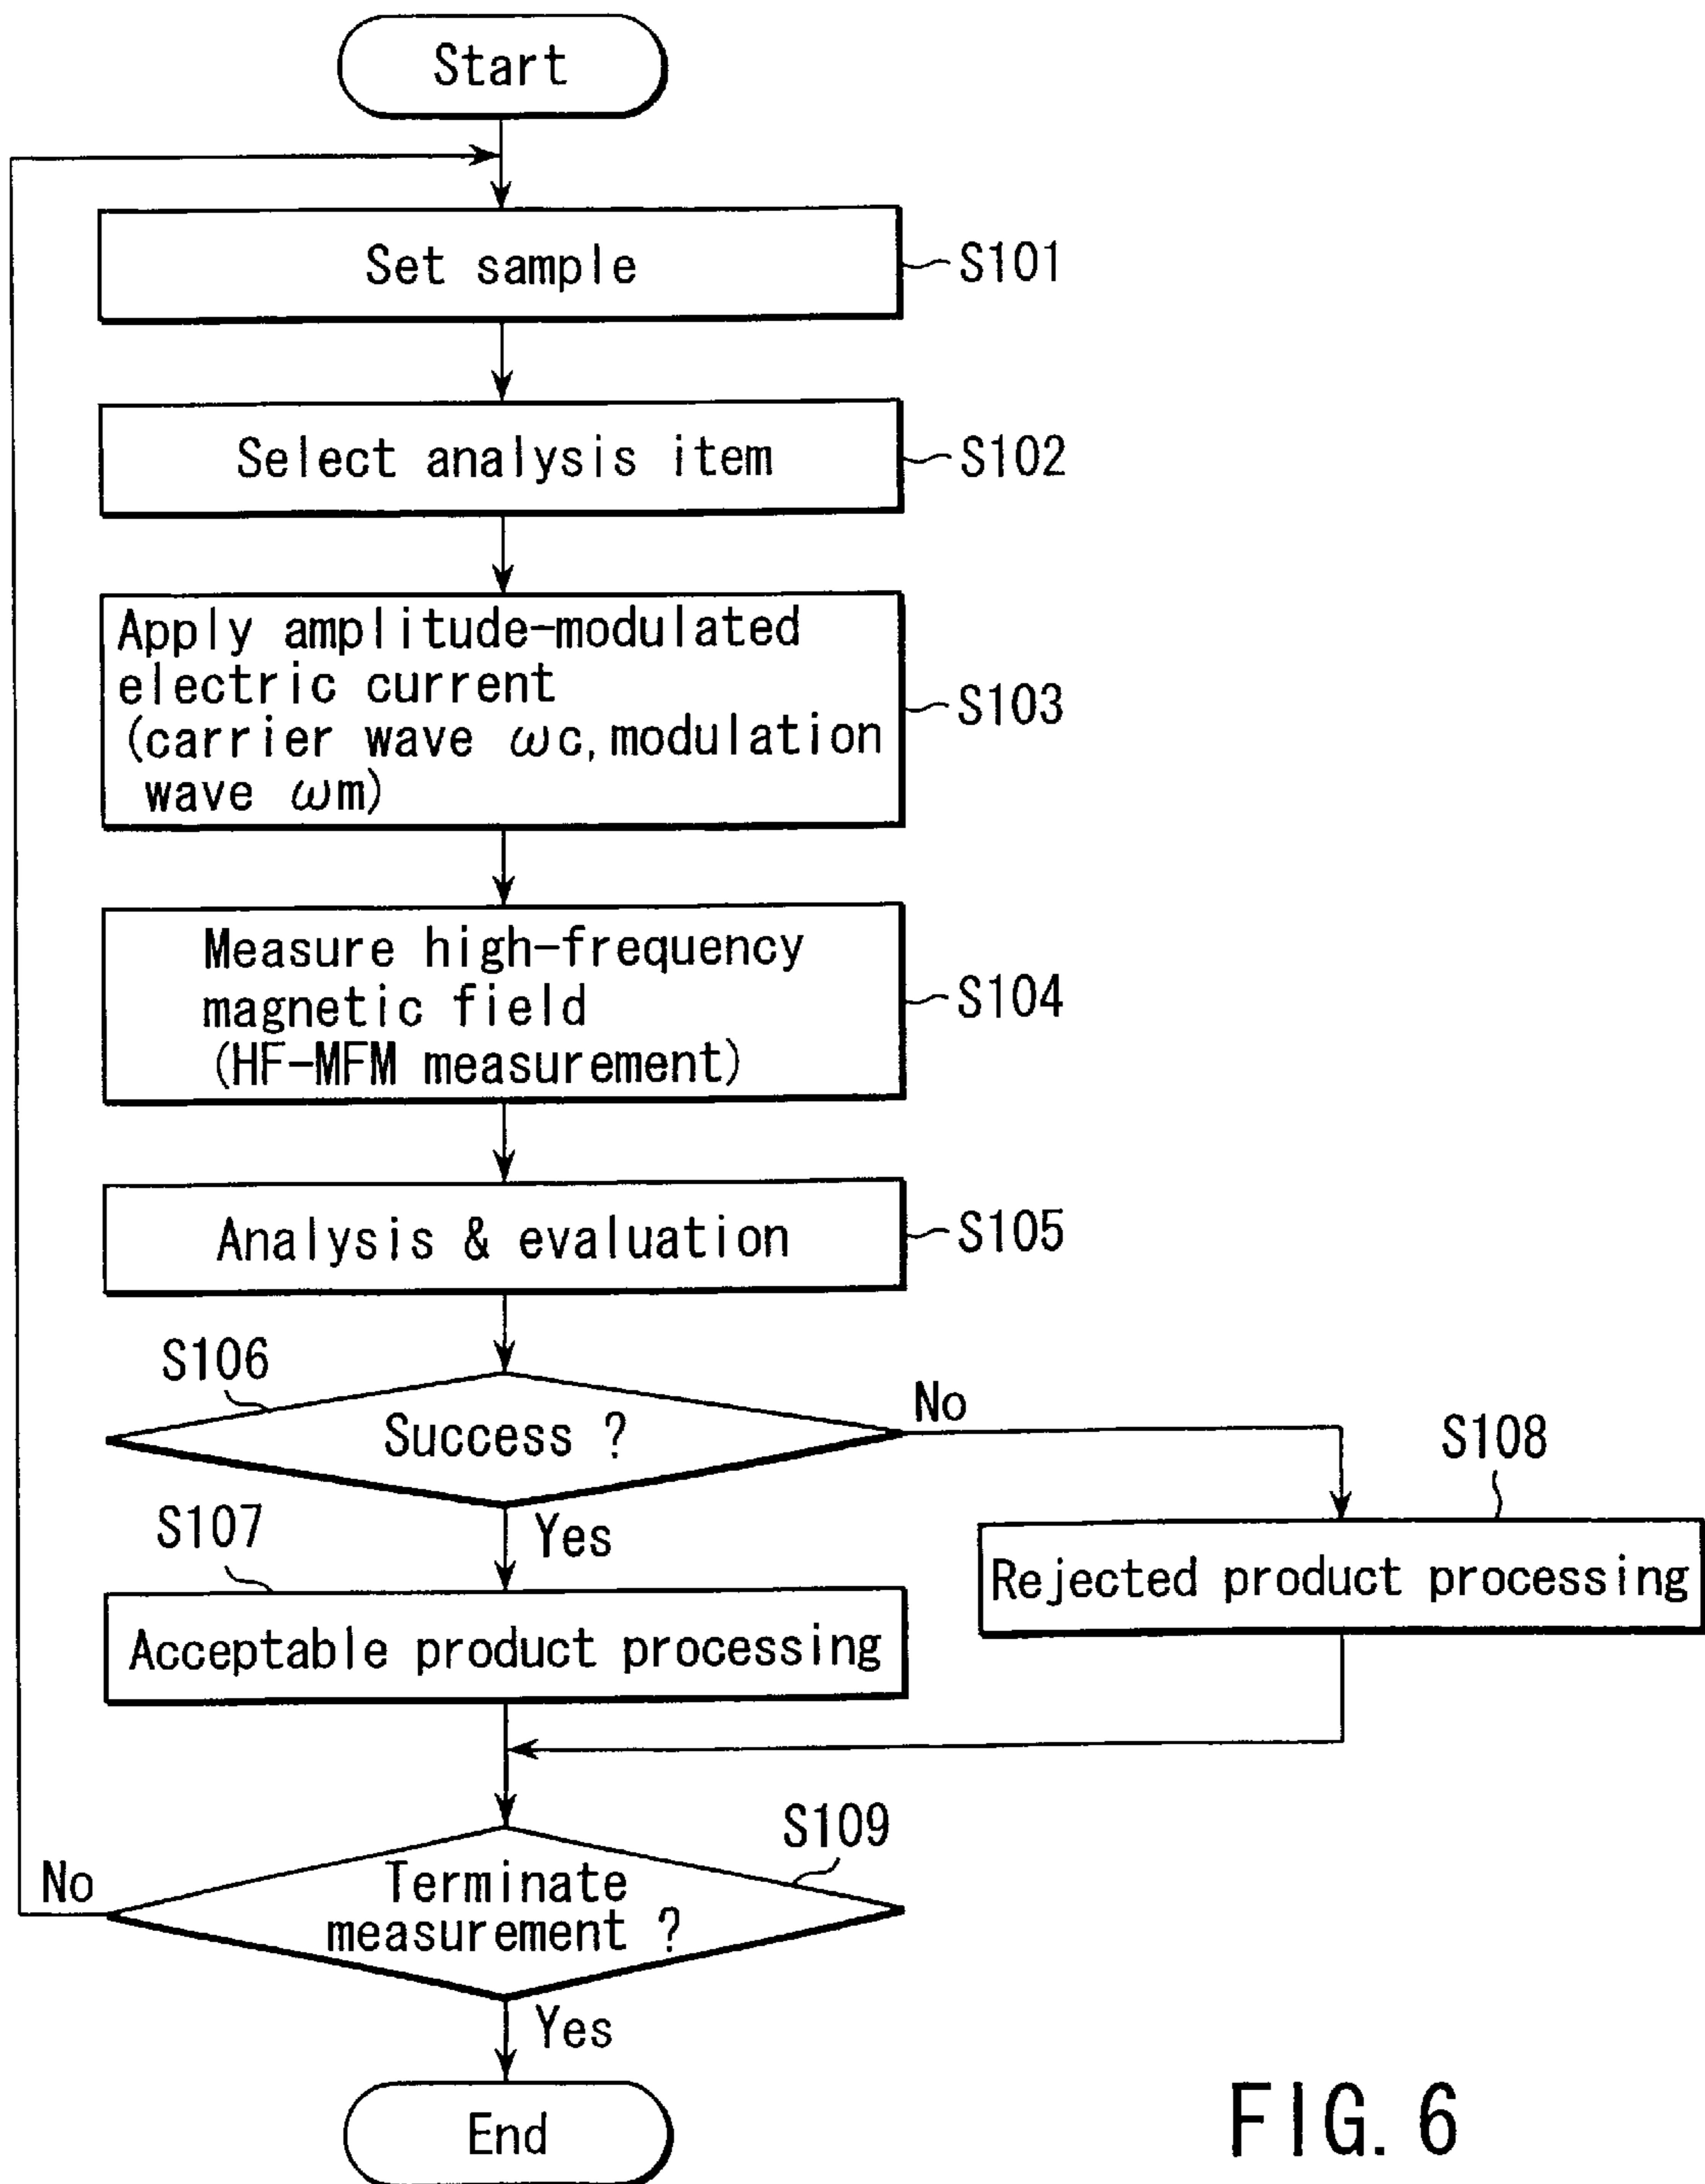 Start
Set sample
S101
Select analysis item
S102
Apply amplitude-modulated
electric current
(carrier wave ωc, modulation
wave ωm)
S103
Measure high-frequency
magnetic field
(HF-MFM measurement)
S104
Analysis & evaluation
S105
S106
Success ?
No
Yes
S108
Rejected product processing
S107
Acceptable product processing
S109
Terminate
measurement ?
No
Yes
End
FIG. 6